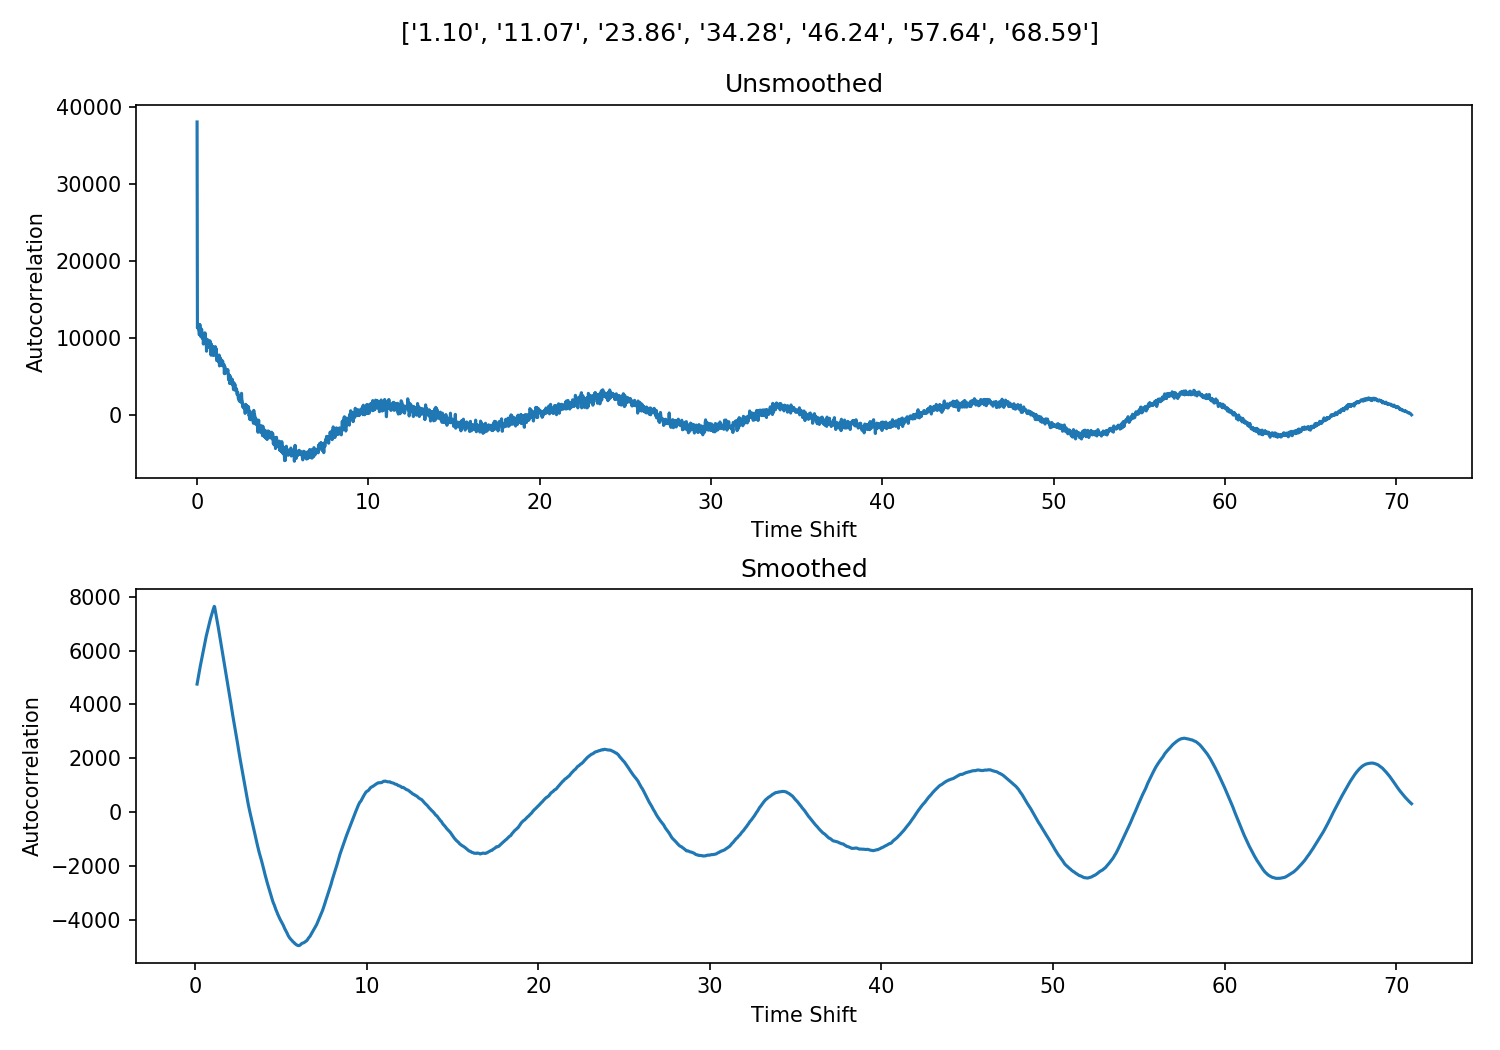 ['1.10', '11.07', '23.86', '34.28', '46.24', '57.64', '68.59']
Unsmoothed
40000
30000
20000
10000
0
Autocorrelation
0 10 20 30 40 50 60 70
Time Shift
Smoothed
8000
6000
4000
2000
0
−2000
−4000
Autocorrelation
0 10 20 30 40 50 60 70
Time Shift